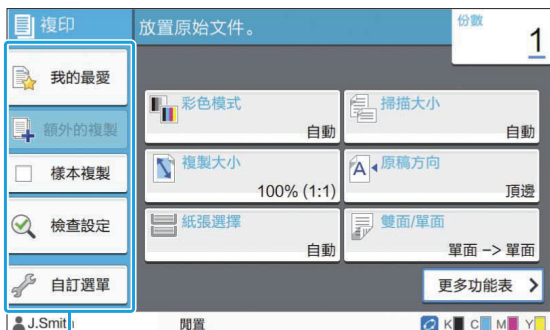 複印
放置原始文件。
份數
1
我的最愛
額外的複製
樣本複製
檢查設定
自訂選單
彩色模式
自動
掃描大小
自動
複製大小
100% (1:1)
原稿方向
頂邊
紙張選擇
自動
雙面/單面
單面 -> 單面
更多功能表
J.Smith
閒置
K C M Y